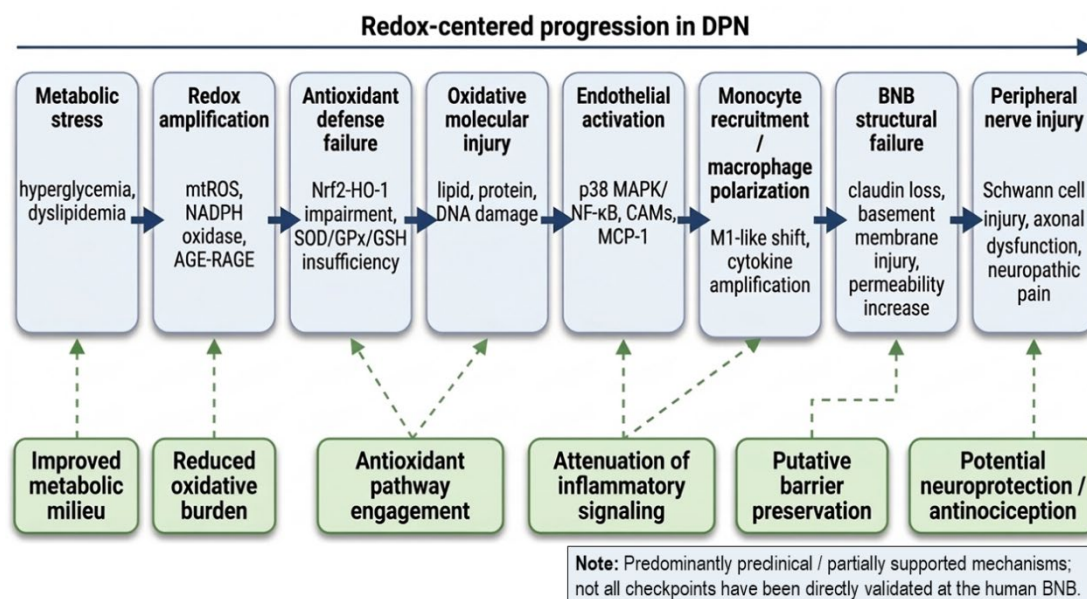 Redox-centered progression in DPN
Metabolic
stress
hyperglycemia,
dyslipidemia
Redox
amplification
mtROS,
NADPH
oxidase,
AGE-RAGE
Antioxidant
defense
failure
Nrf2-HO-1
impairment,
SOD/GPx/GSH
insufficiency
Oxidative
molecular
injury
lipid, protein,
DNA damage
Endothelial
activation
p38 MAPK/
NF-κB, CAMs,
MCP-1
Monocyte
recruitment
/
macrophage
polarization
M1-like shift,
cytokine
amplification
BNB
structural
failure
claudin loss,
basement
membrane
injury,
permeability
increase
Peripheral
nerve injury
Schwann cell
injury, axonal
dysfunction,
neuropathic
pain
Improved
metabolic
milieu
Reduced
oxidative
burden
Antioxidant
pathway
engagement
Attenuation of
inflammatory
signaling
Putative
barrier
preservation
Potential
neuroprotection /
antinociception
Note: Predominantly preclinical / partially supported mechanisms;
not all checkpoints have been directly validated at the human BNB.